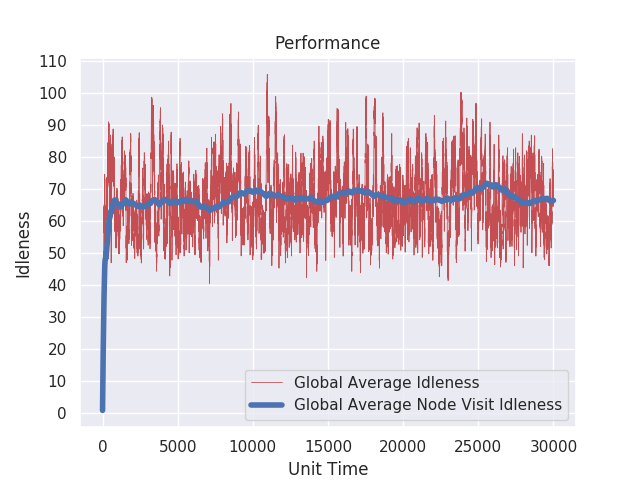 Performance
110
100
90
80
70
60
50
40
30
20
10
0
Idleness
Global Average Idleness
Global Average Node Visit Idleness
0 5000 10000 15000 20000 25000 30000
Unit Time